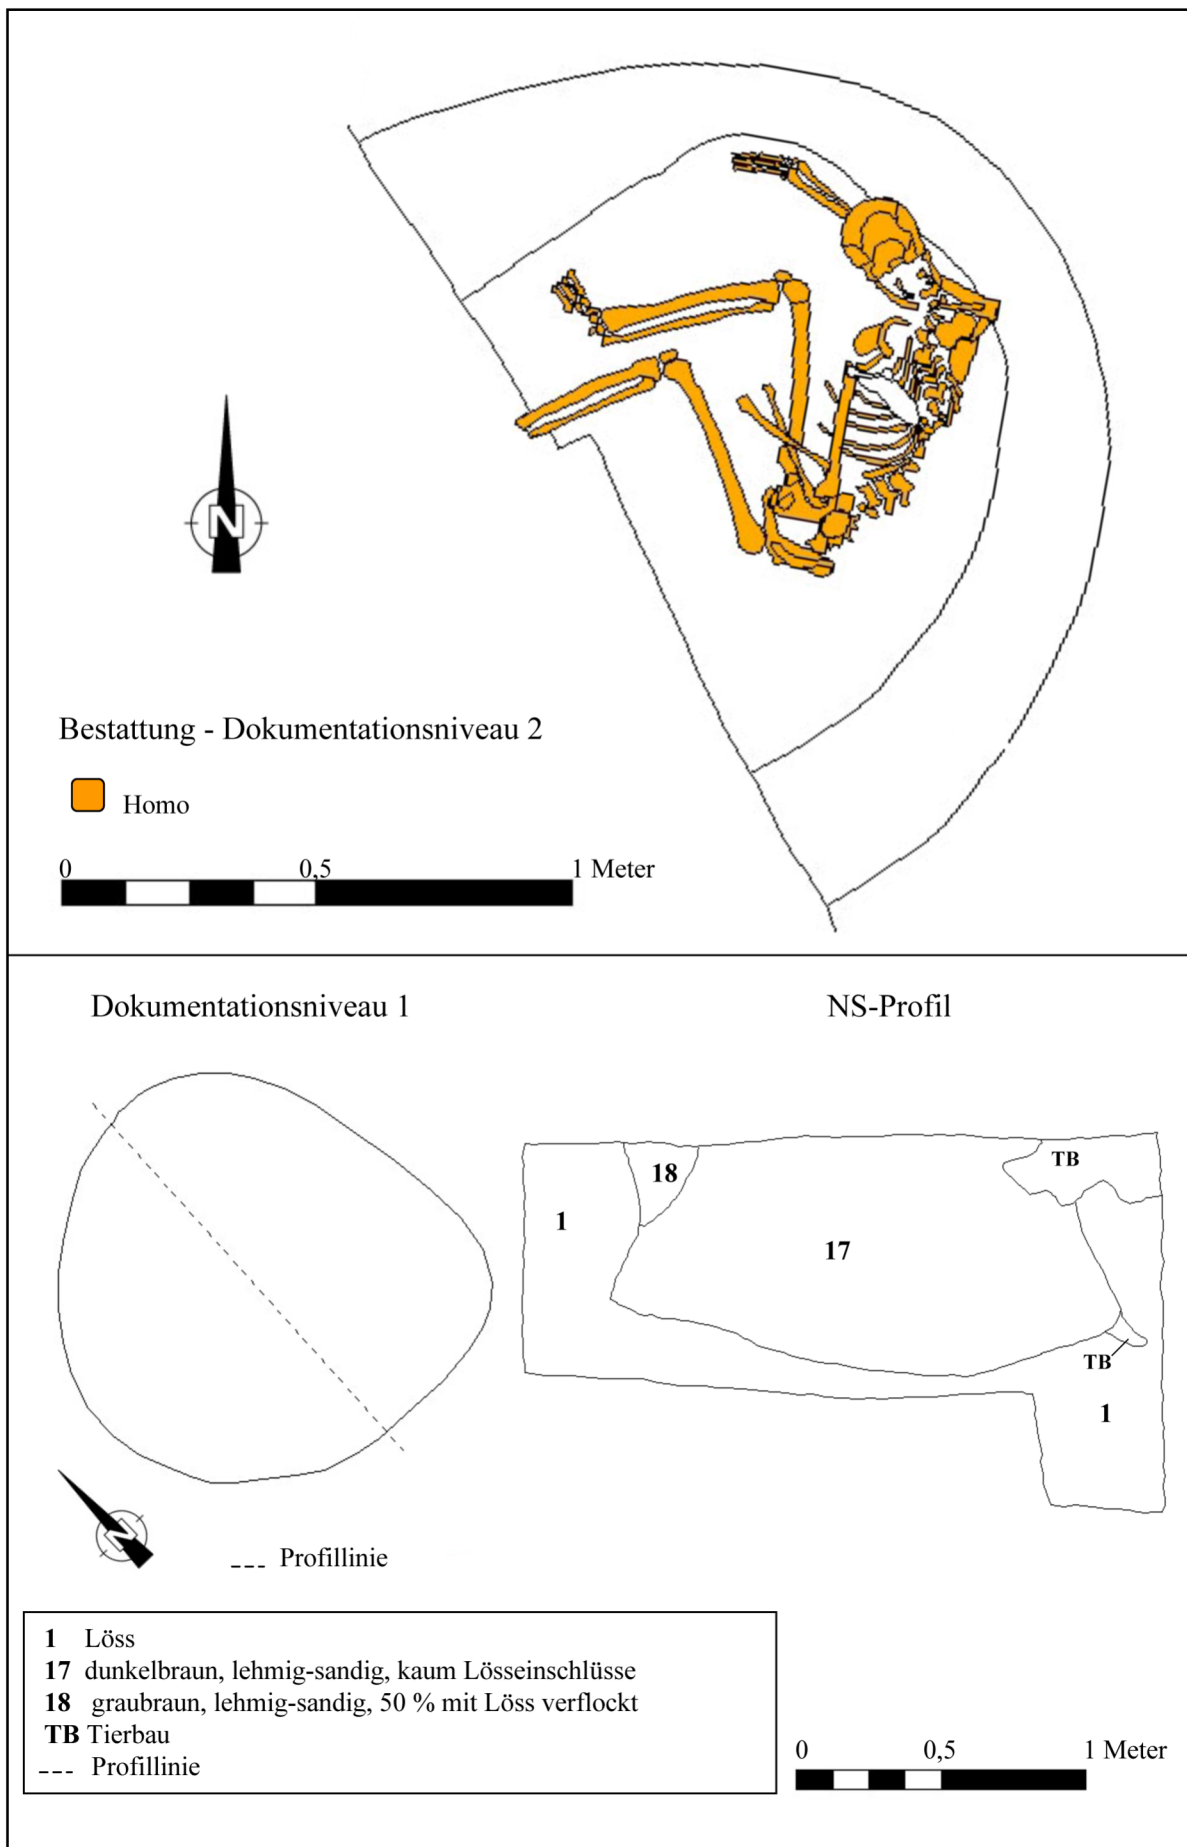 N
Bestattung - Dokumentationsniveau 2
Homo
0 0,5 1 Meter
Dokumentationsniveau 1
NS-Profil
18
TB
1
17
TB
1
N
--- Profillinie
1 Löss
17 dunkelbraun, lehmig-sandig, kaum Lösseinschlüsse
18 graubraun, lehmig-sandig, 50 % mit Löss verflockt
TB Tierbau
--- Profillinie
0 0,5 1 Meter